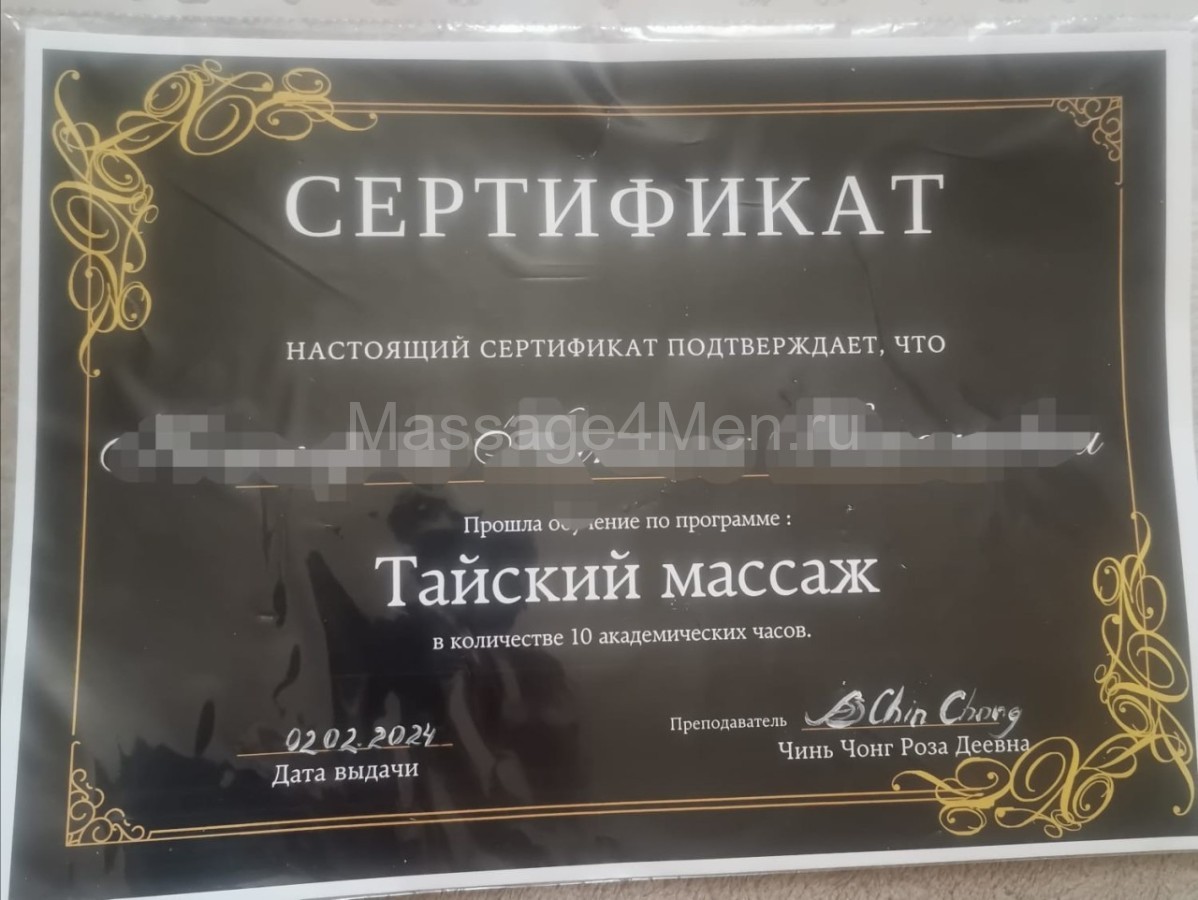 СЕРТИФИКАТ
НАСТОЯЩИЙ СЕРТИФИКАТ ПОДТВЕРЖДАЕТ, ЧТО
Massage4Men.ru
Прошла по программе :
Тайский массаж
в количестве 10 академических часов.
02.02.2024
Дата выдачи
Преподаватель Chin Chong
Чинь Чонг Роза Деевна